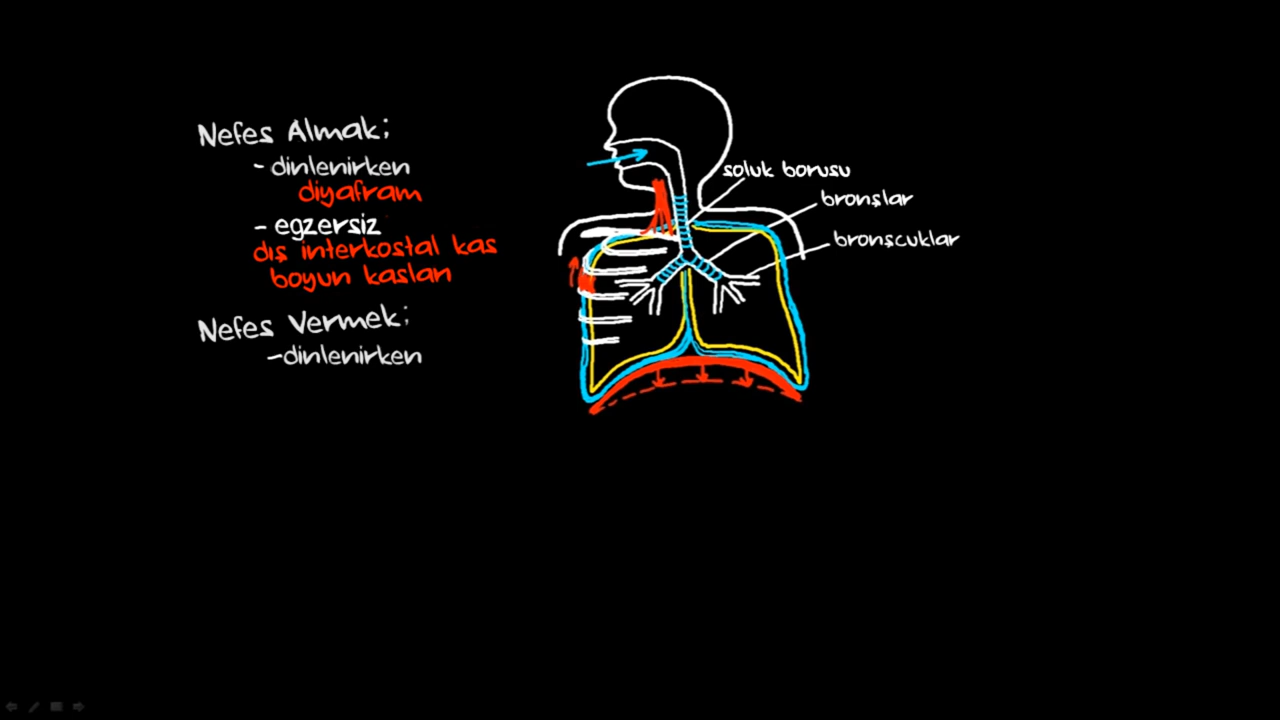 Nefes Almak;
- dinlenirken
diyafram
- egzersiz
dış interkostal kas
boyun kasları
Nefes Vermek;
- dinlenirken
soluk borusu
bronşlar
bronşcuklar